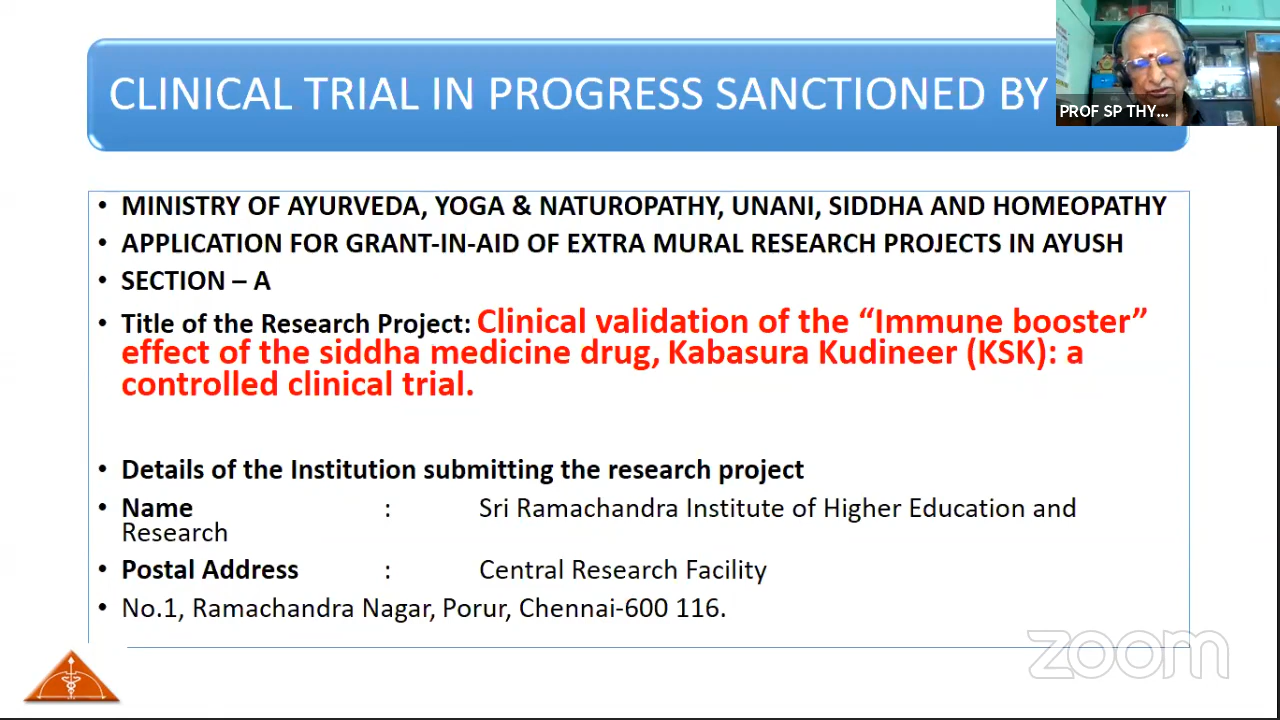 CLINICAL TRIAL IN PROGRESS SANCTIONED BY
PROF SP THY...
• MINISTRY OF AYURVEDA, YOGA & NATUROPATHY, UNANI, SIDDHA AND HOMEOPATHY
• APPLICATION FOR GRANT-IN-AID OF EXTRA MURAL RESEARCH PROJECTS IN AYUSH
• SECTION – A
• Title of the Research Project: Clinical validation of the “Immune booster”
effect of the siddha medicine drug, Kabasura Kudineer (KSK): a
controlled clinical trial.
• Details of the Institution submitting the research project
• Name : Sri Ramachandra Institute of Higher Education and
Research
• Postal Address : Central Research Facility
• No.1, Ramachandra Nagar, Porur, Chennai-600 116.
zoom